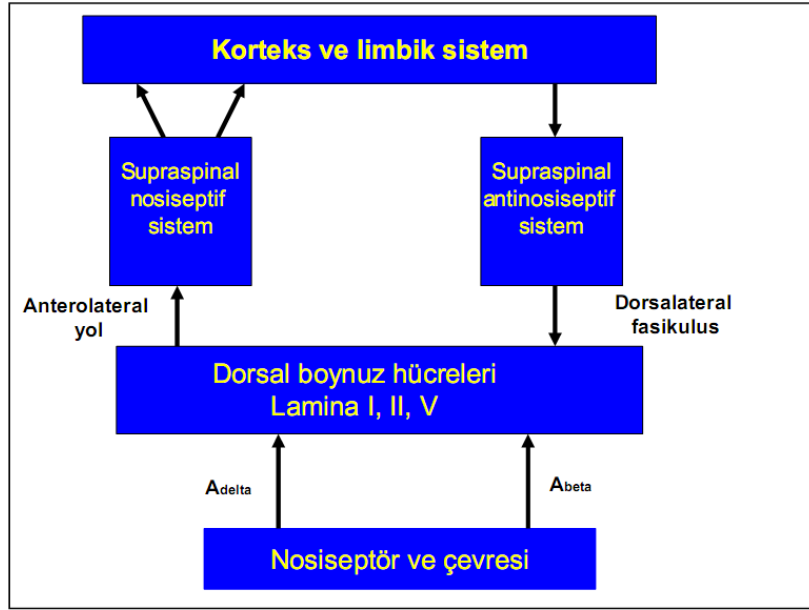 Korteks ve limbik sistem
Supraspinal
nosiseptif
sistem
Supraspinal
antinosiseptif
sistem
Anterolateral
yol
Dorsalateral
fasikulus
Dorsal boynuz hücreleri
Lamina I, II, V
Adelta
Abeta
Nosiseptör ve çevresi